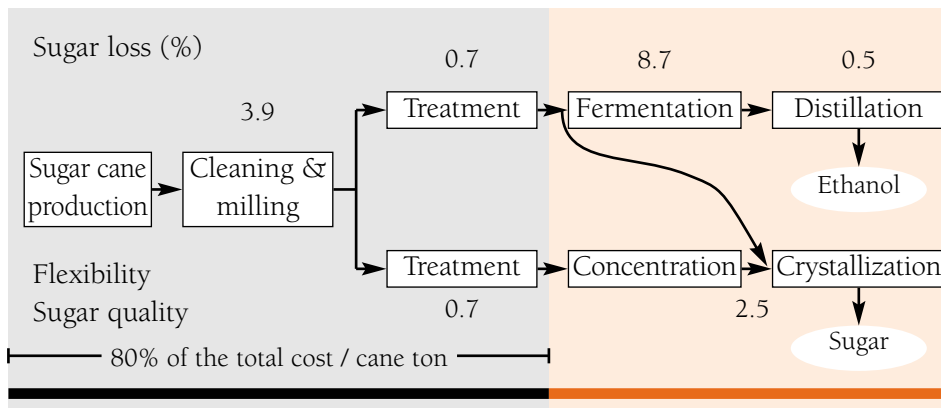 Sugar loss (%)
0.7
8.7
0.5
3.9
Treatment
Fermentation
Distillation
Sugar cane
production
Cleaning &
milling
Ethanol
Flexibility
Sugar quality
Treatment
Concentration
Crystallization
0.7
2.5
Sugar
80% of the total cost / cane ton